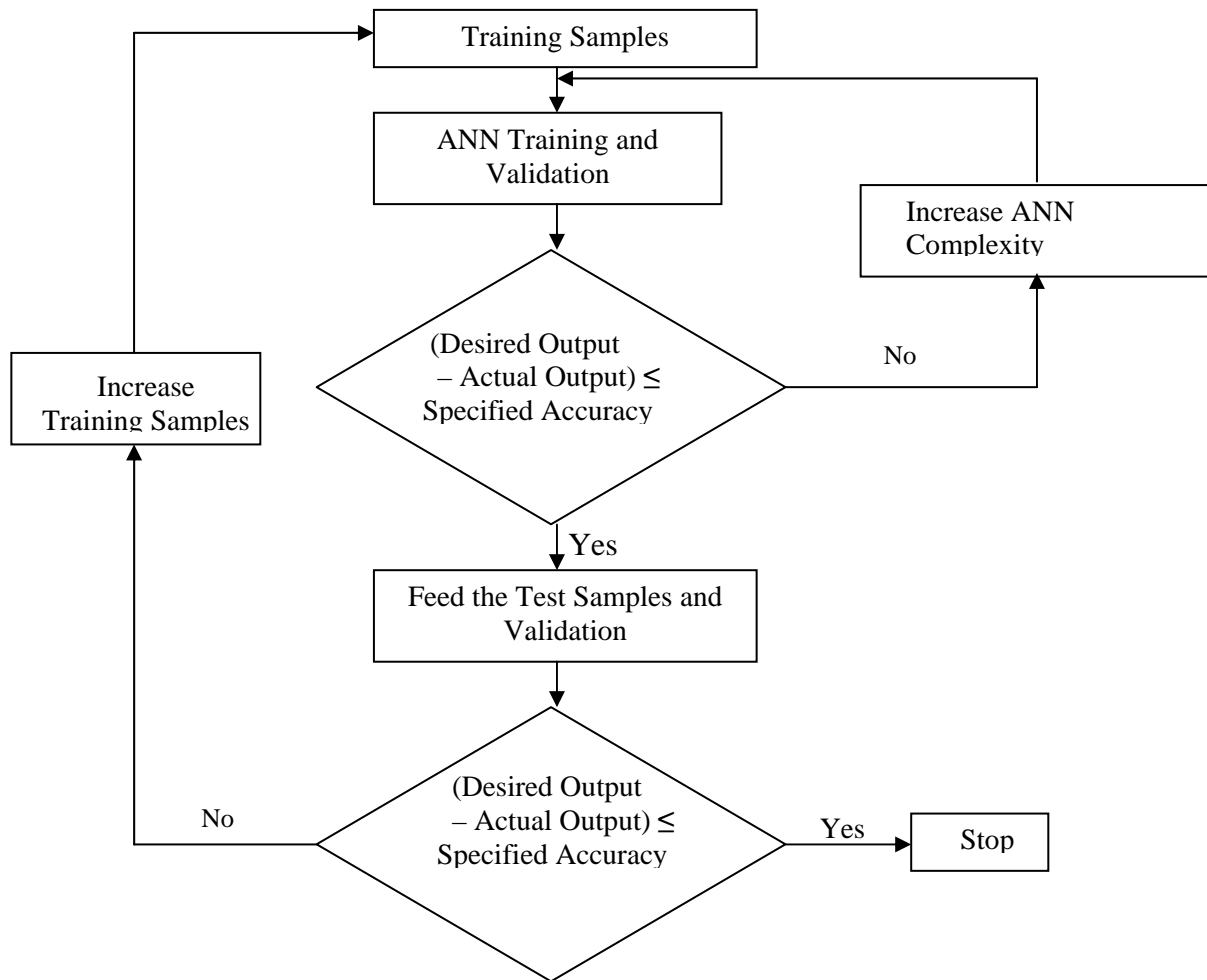 Training Samples
ANN Training and
Validation
Increase ANN
Complexity
(Desired Output
– Actual Output) ≤
Specified Accuracy
No
Increase
Training Samples
Yes
Feed the Test Samples and
Validation
(Desired Output
– Actual Output) ≤
Specified Accuracy
No
Yes
Stop